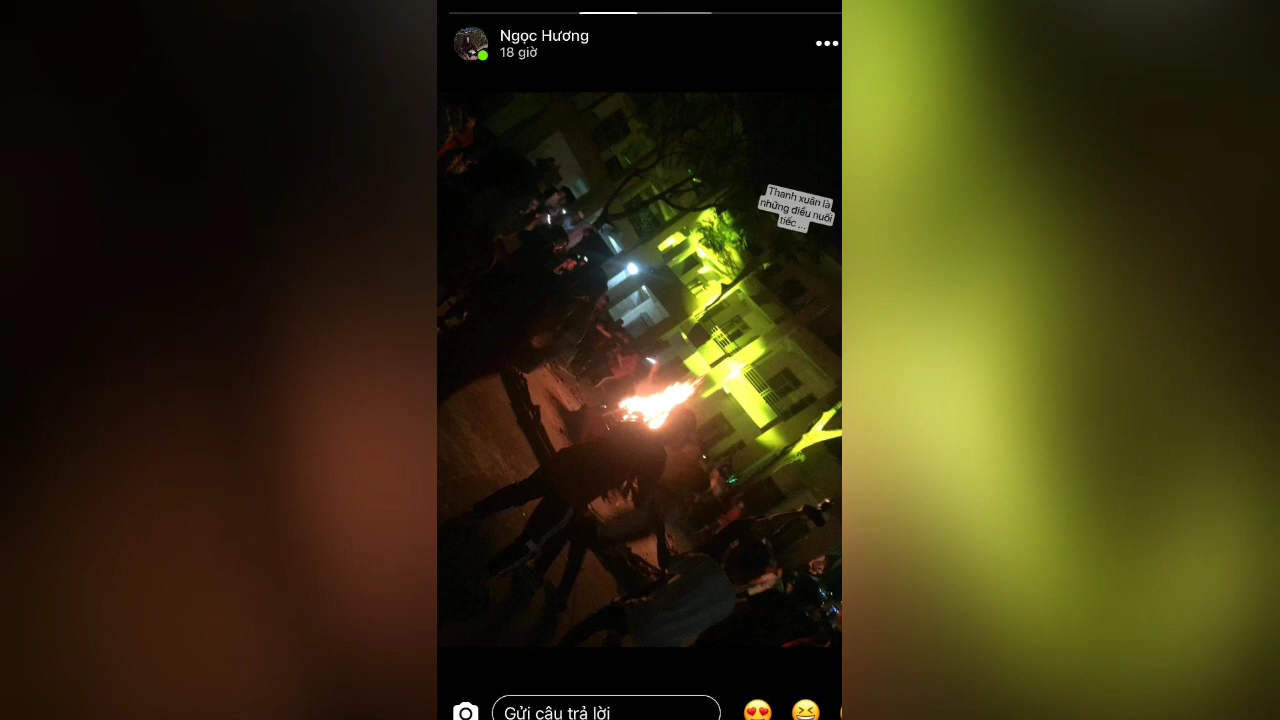 Ngọc Hương
18 giờ
Thanh xuân là
những điều nuối
tiếc ...
Gửi câu trả lời